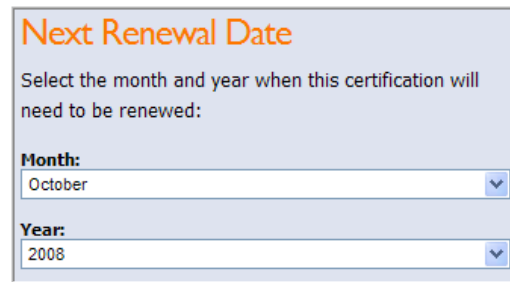 Next Renewal Date
Select the month and year when this certification will
need to be renewed:
Month:
October
Year:
2008